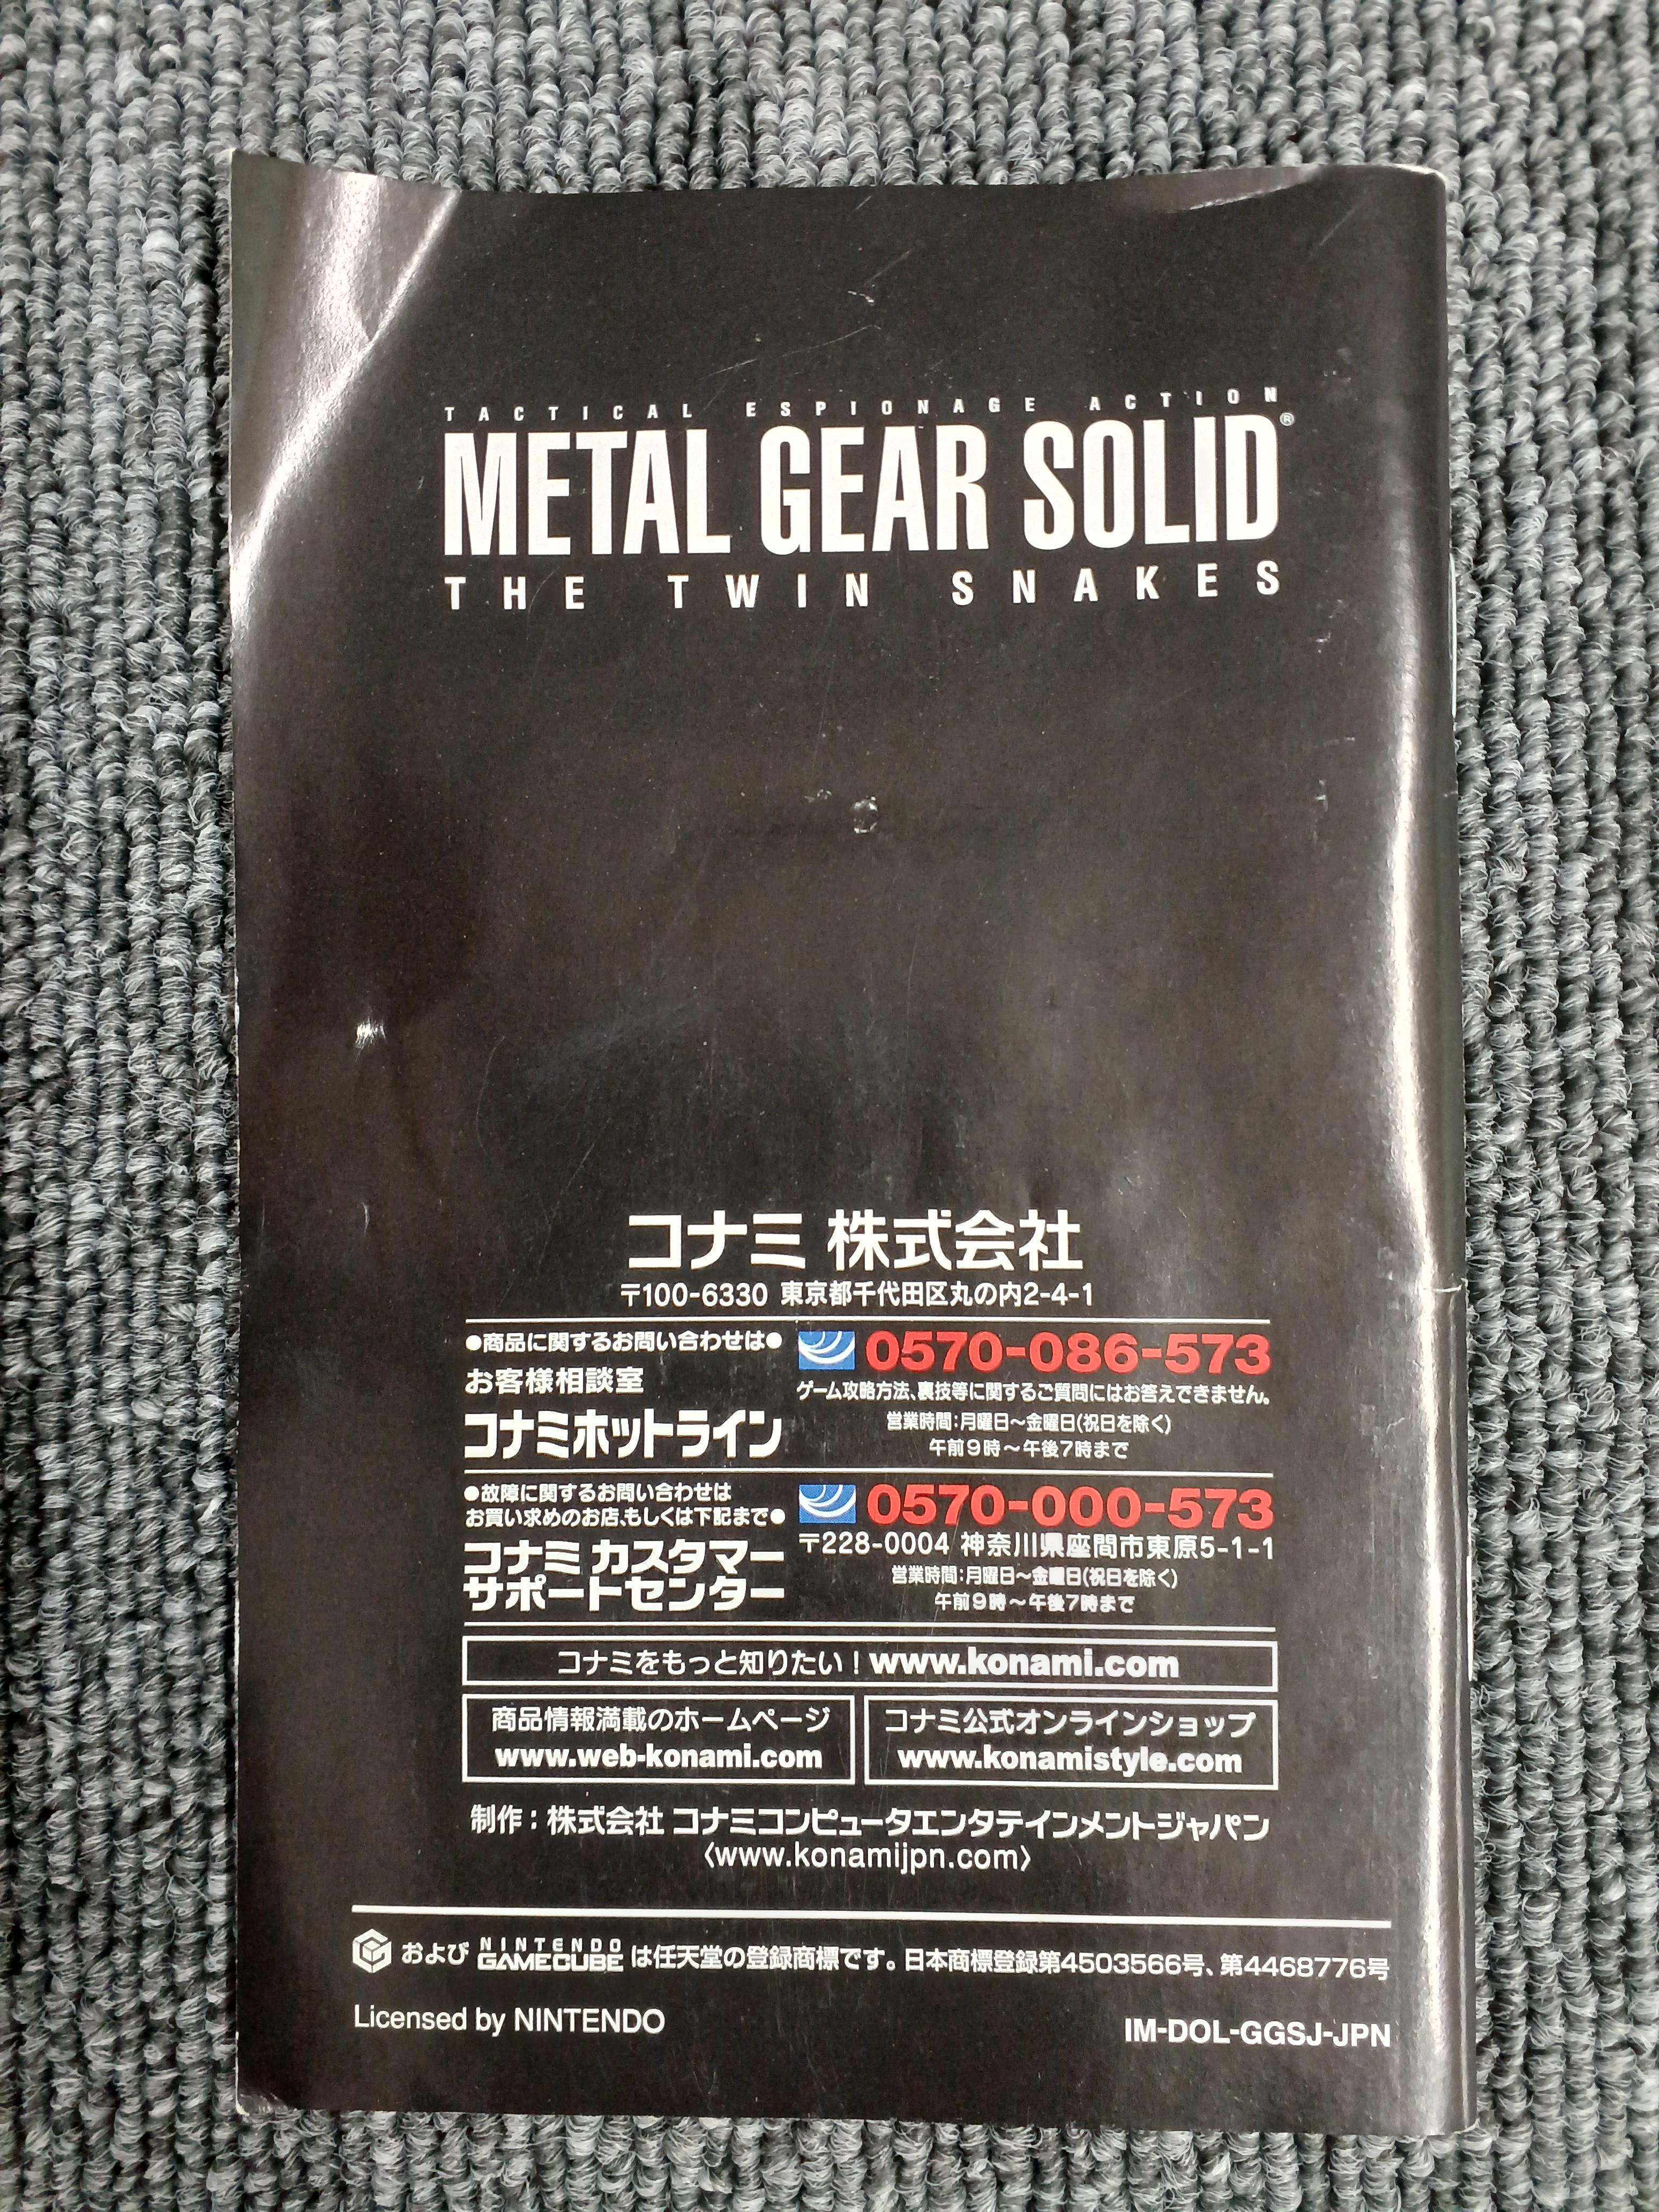 TACTICAL ESPIONAGE ACTION
METAL GEAR SOLID®
THE TWIN SNAKES
コナミ 株式会社
〒100-6330 東京都千代田区丸の内2-4-1
●商品に関するお問い合わせは●
お客様相談室
コナミホットライン
0570-086-573
ゲーム攻略方法、裏技等に関するご質問にはお答えできません。
営業時間：月曜日～金曜日(祝日を除く)
午前9時～午後7時まで
●故障に関するお問い合わせは
お買い求めのお店、もしくは下記まで●
コナミ カスタマー
サポートセンター
0570-000-573
〒228-0004 神奈川県座間市東原5-1-1
営業時間：月曜日～金曜日(祝日を除く)
午前9時～午後7時まで
コナミをもっと知りたい！www.konami.com
商品情報満載のホームページ
www.web-konami.com
コナミ公式オンラインショップ
www.konamistyle.com
制作：株式会社 コナミコンピュータエンタテインメントジャパン
〈www.konamijpn.com〉
および NINTENDO GAMECUBE は任天堂の登録商標です。日本商標登録第4503566号、第4468776号
Licensed by NINTENDO
IM-DOL-GGSJ-JPN